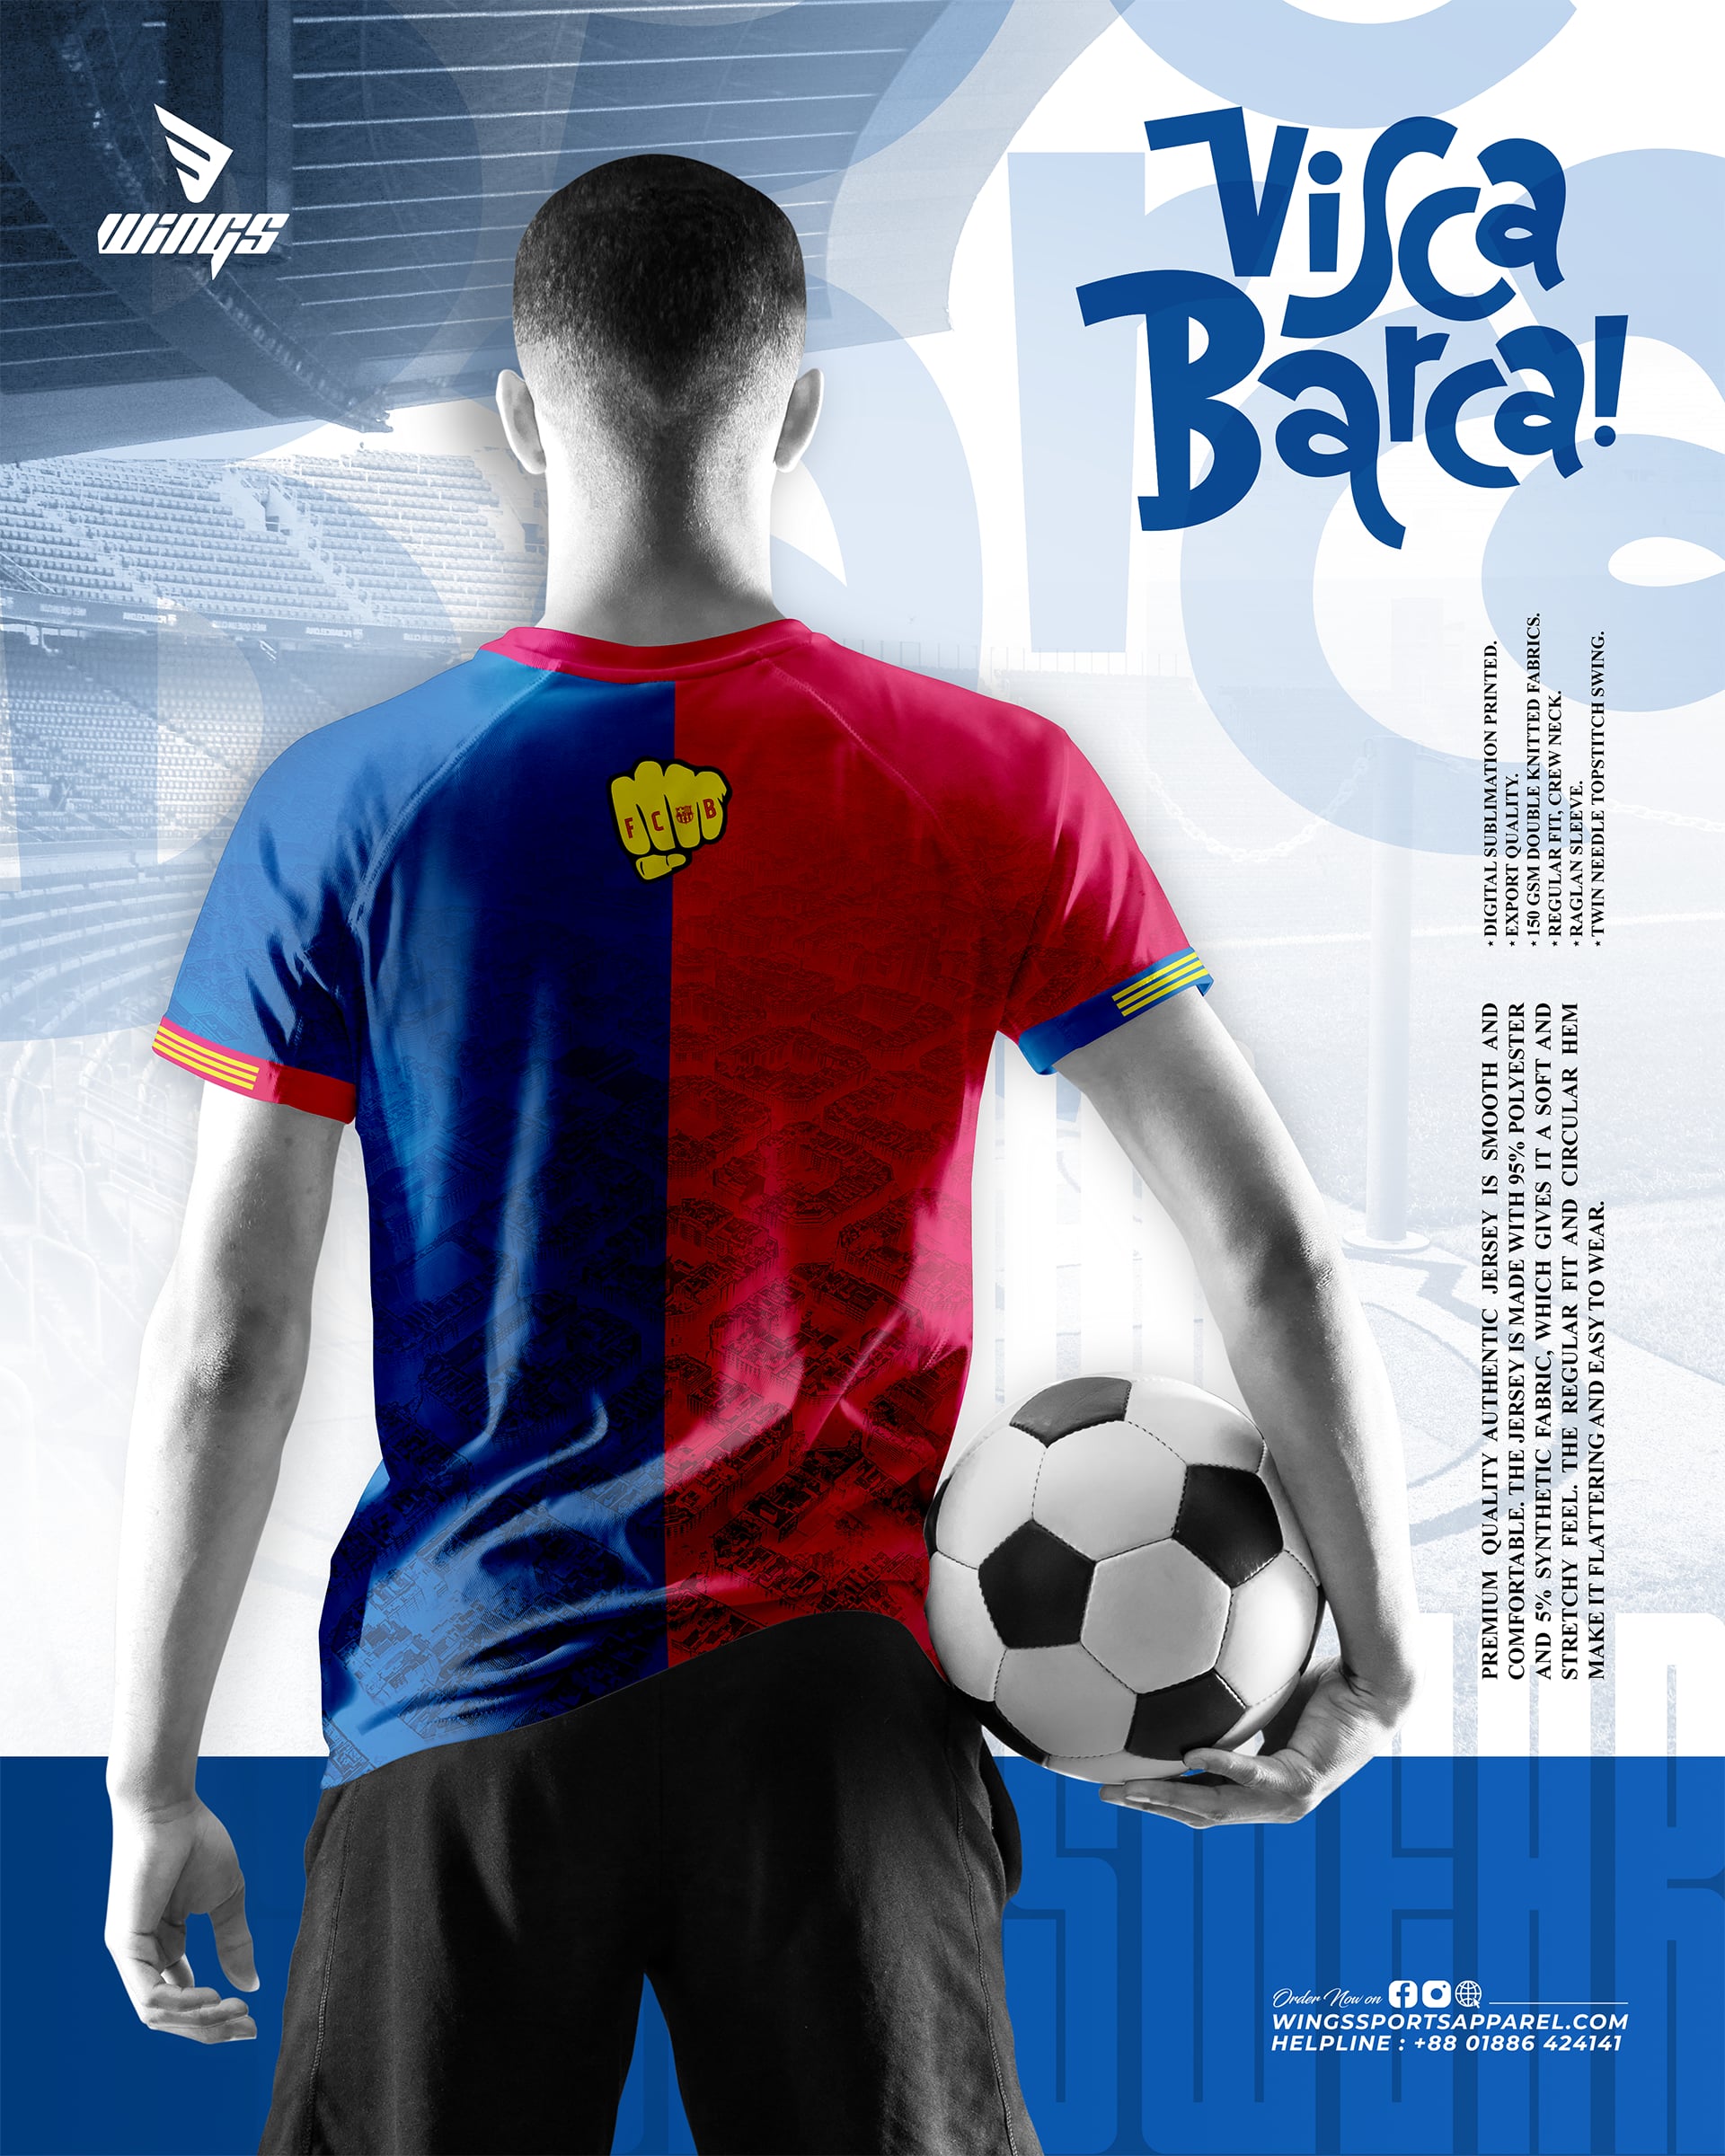 WINGS
Visca
Barca!
* DIGITAL SUBLIMATION PRINTED.
* EXPORT QUALITY.
* 150 GSM DOUBLE KNITTED FABRICS.
* REGULAR FIT, CREW NECK.
* RAGLAN SLEEVE.
* TWIN NEEDLE TOPSTITCH SWING.
PREMIUM QUALITY AUTHENTIC JERSEY IS SMOOTH AND
COMFORTABLE. THE JERSEY IS MADE WITH 95% POLYESTER
AND 5% SYNTHETIC FABRIC, WHICH GIVES IT A SOFT AND
STRETCHY FEEL. THE REGULAR FIT AND CIRCULAR HEM
MAKE IT FLATTERING AND EASY TO WEAR.
F C B
Order Now on
WINGSSPORTSAPPAREL.COM
HELPLINE : +88 01886 424141